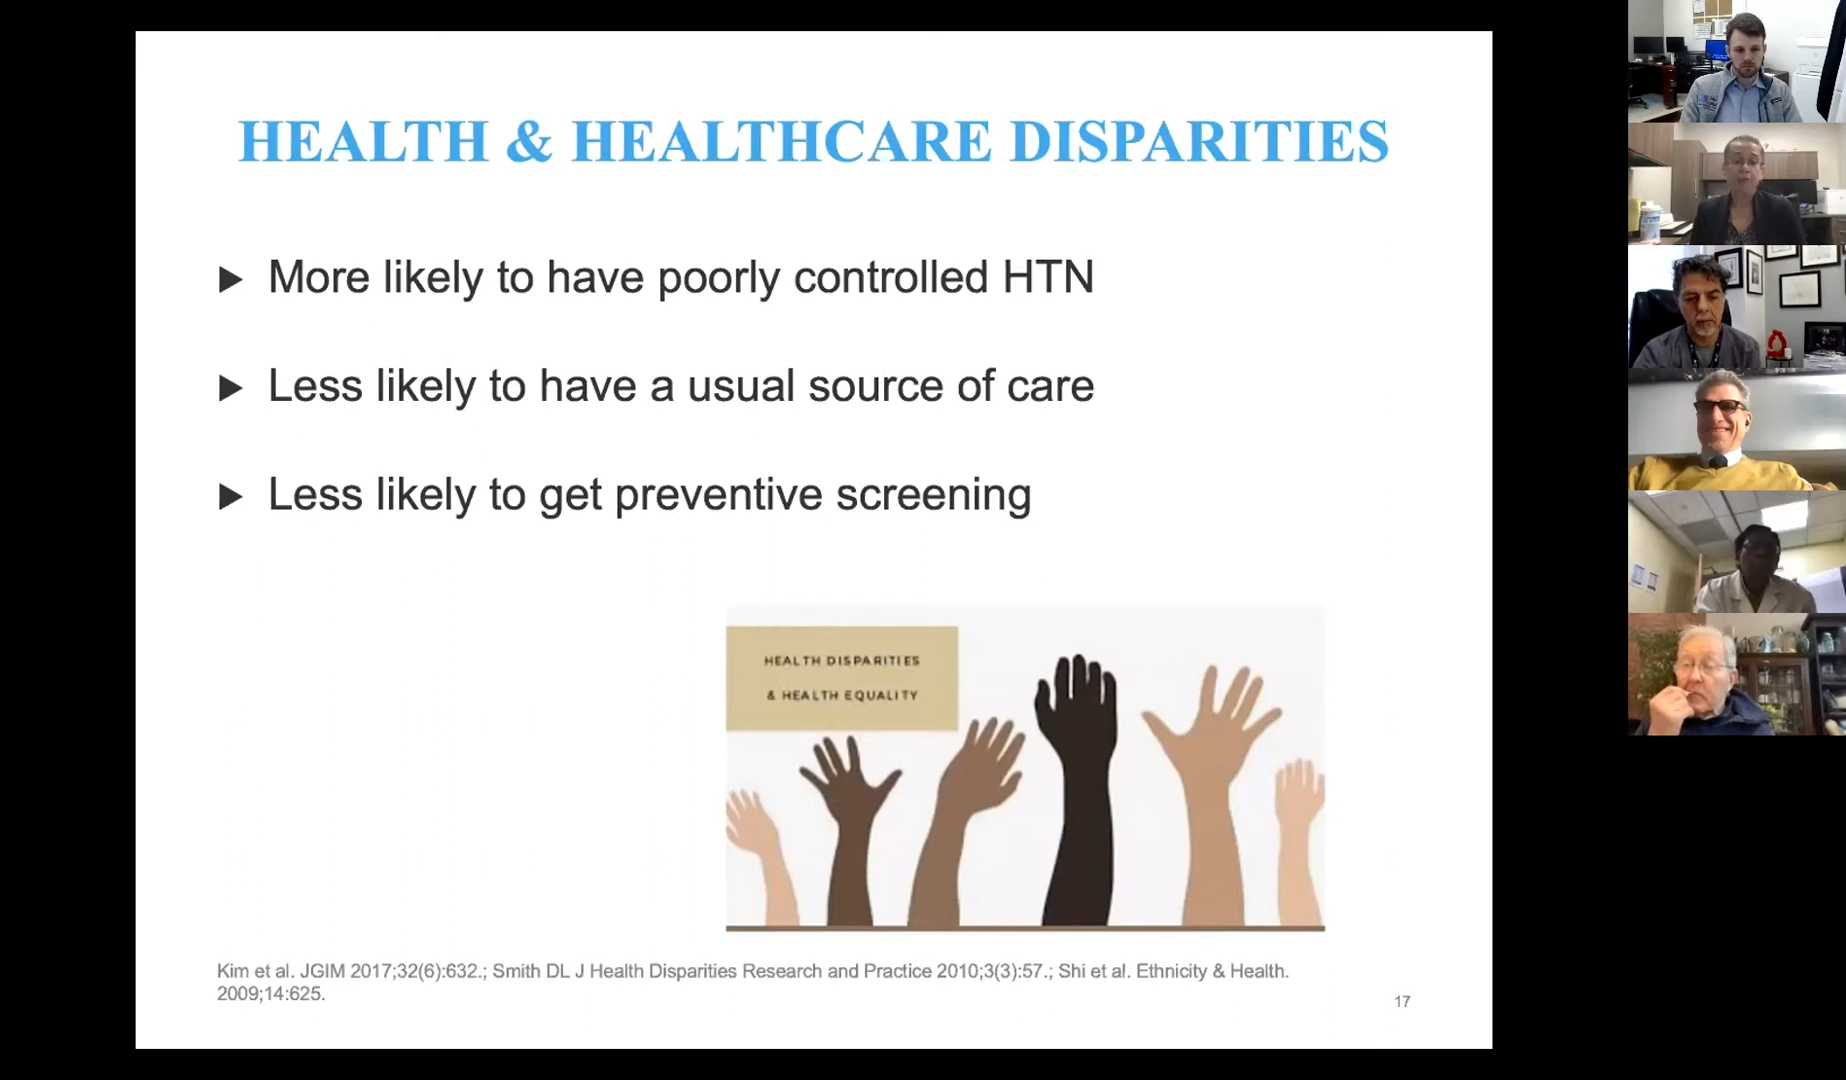 HEALTH & HEALTHCARE DISPARITIES
▶ More likely to have poorly controlled HTN
▶ Less likely to have a usual source of care
▶ Less likely to get preventive screening
HEALTH DISPARITIES
& HEALTH EQUALITY
Kim et al. JGIM 2017;32(6):632.; Smith DL J Health Disparities Research and Practice 2010;3(3):57.; Shi et al. Ethnicity & Health.
2009;14:625.
17